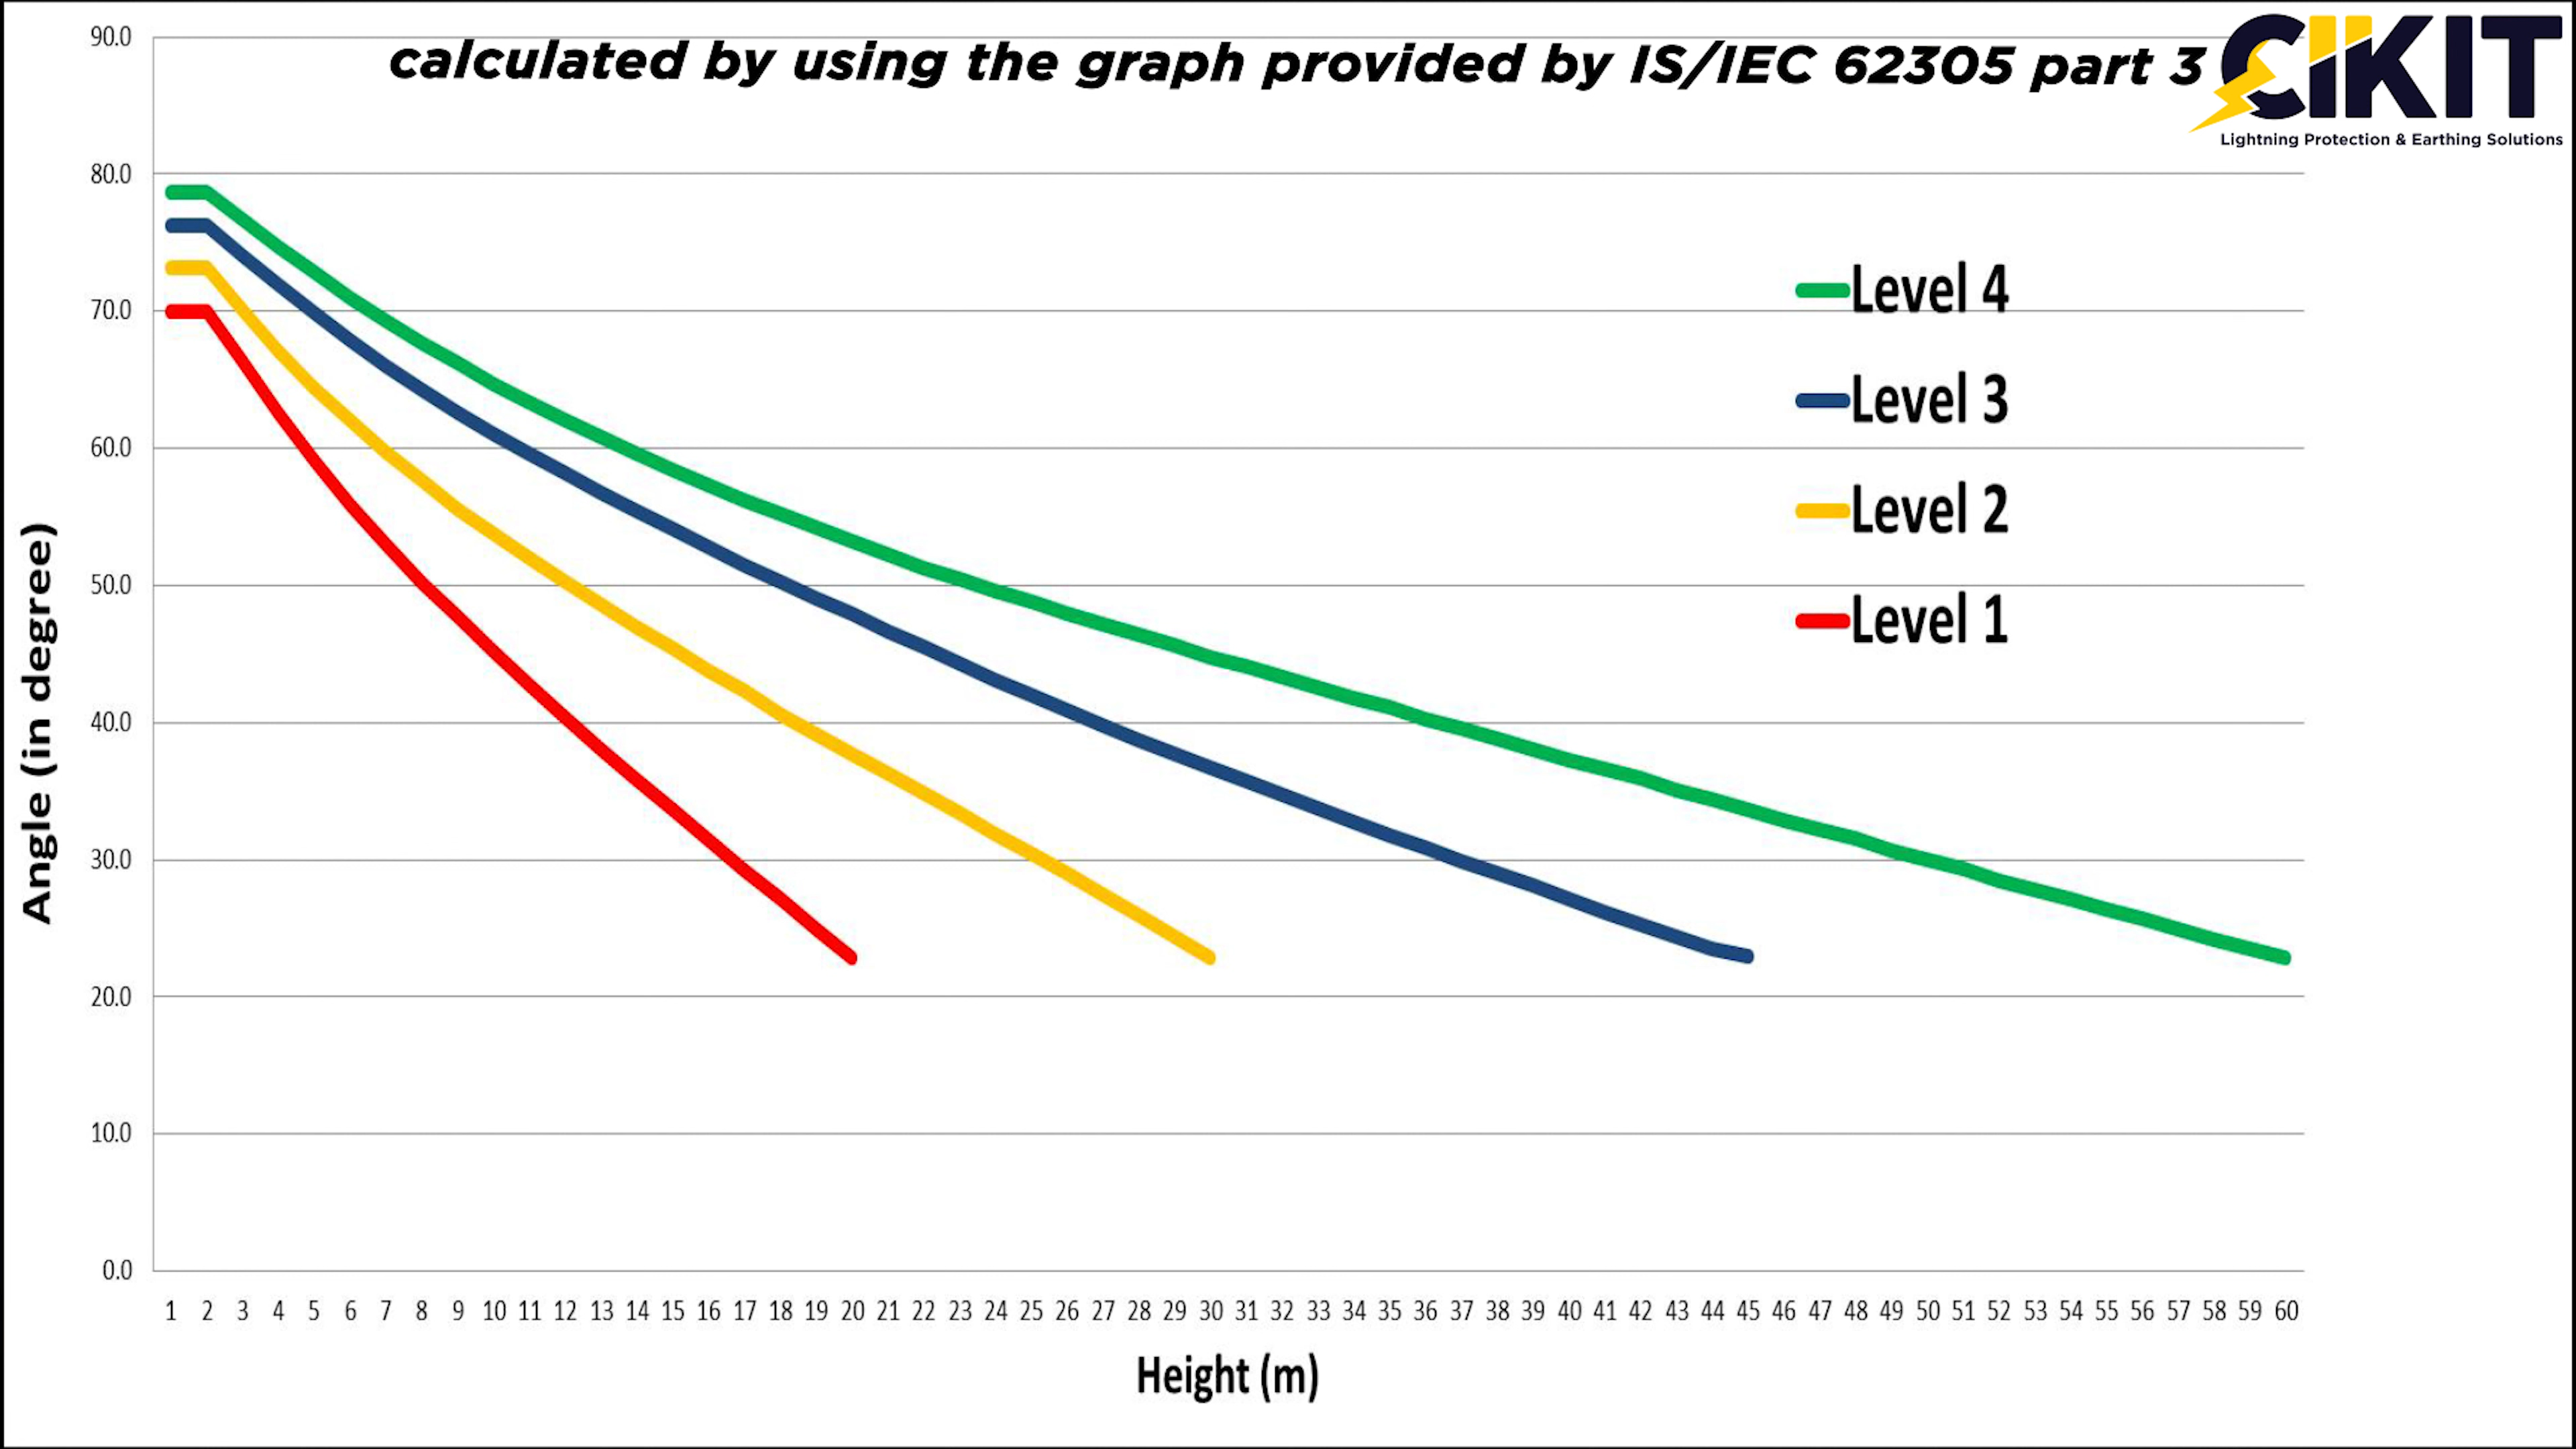 calculated by using the graph provided by IS/IEC 62305 part 3
CIKIT
Lightning Protection & Earthing Solutions
90.0
80.0
70.0
60.0
50.0
40.0
30.0
20.0
10.0
0.0
Angle (in degree)
Level 4
Level 3
Level 2
Level 1
1 2 3 4 5 6 7 8 9 10 11 12 13 14 15 16 17 18 19 20 21 22 23 24 25 26 27 28 29 30 31 32 33 34 35 36 37 38 39 40 41 42 43 44 45 46 47 48 49 50 51 52 53 54 55 56 57 58 59 60
Height (m)